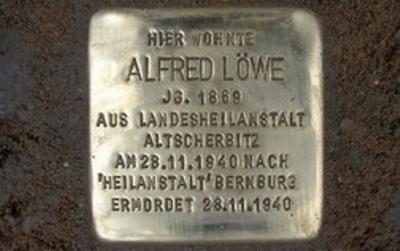 HIER WOHNTE
ALFRED LÖWE
JG. 1869
AUS LANDESHEILANSTALT
ALTSCHERBITZ
AM 28.11.1940 NACH
'HEILANSTALT' BERNBURG
ERMORDET 28.11.1940